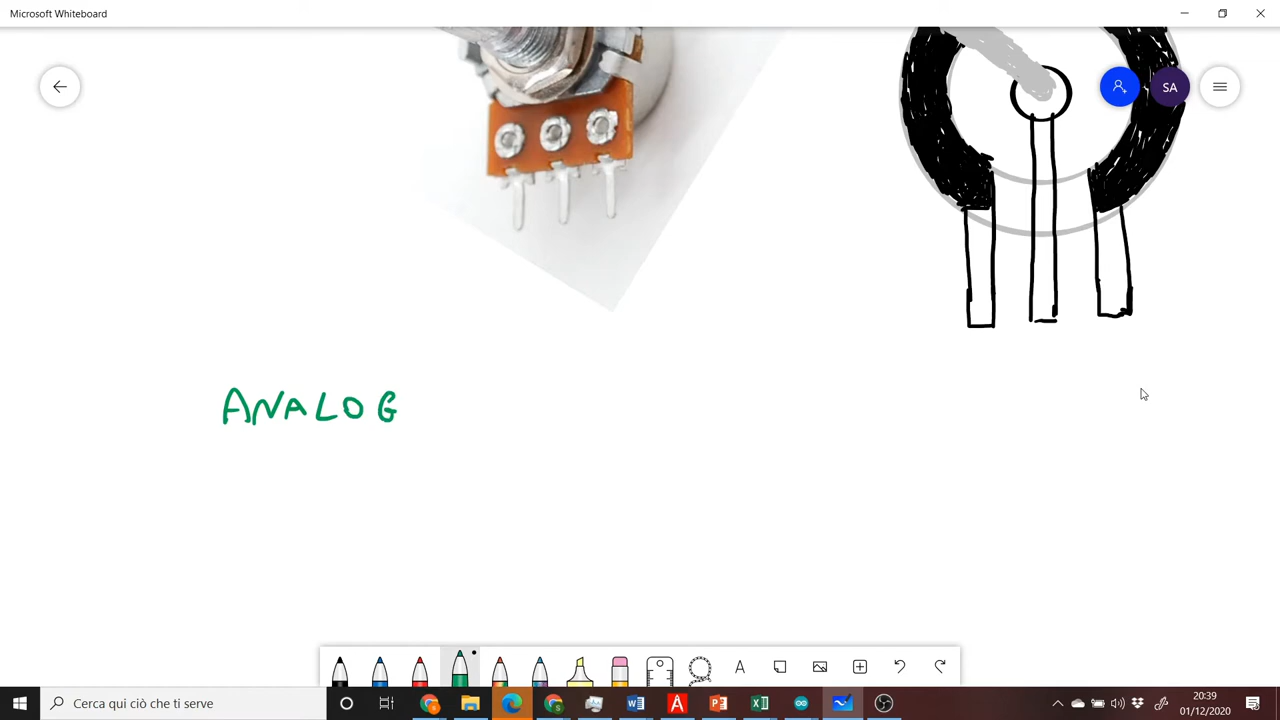 Microsoft Whiteboard
SA
ANALOG
A
Cerca qui ciò che ti serve
20:39
01/12/2020